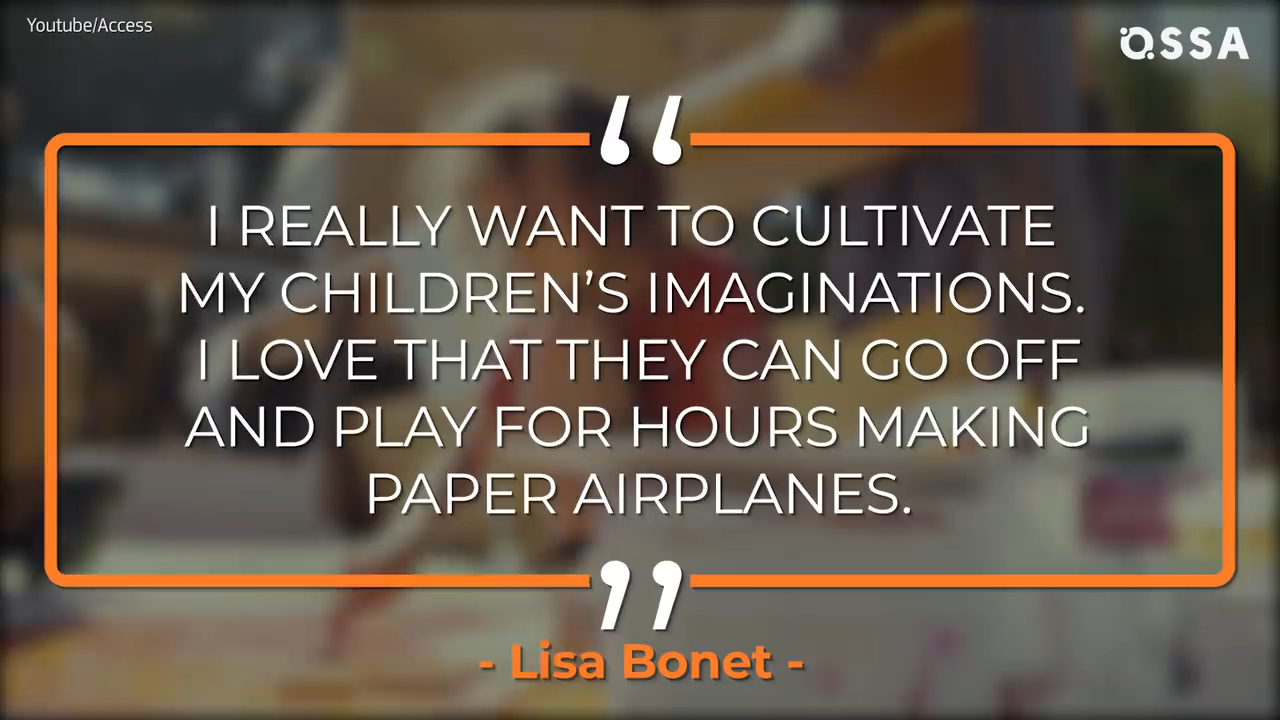 Youtube/Access
OSSA
“
I REALLY WANT TO CULTIVATE
MY CHILDREN’S IMAGINATIONS.
I LOVE THAT THEY CAN GO OFF
AND PLAY FOR HOURS MAKING
PAPER AIRPLANES.
”
- Lisa Bonet -